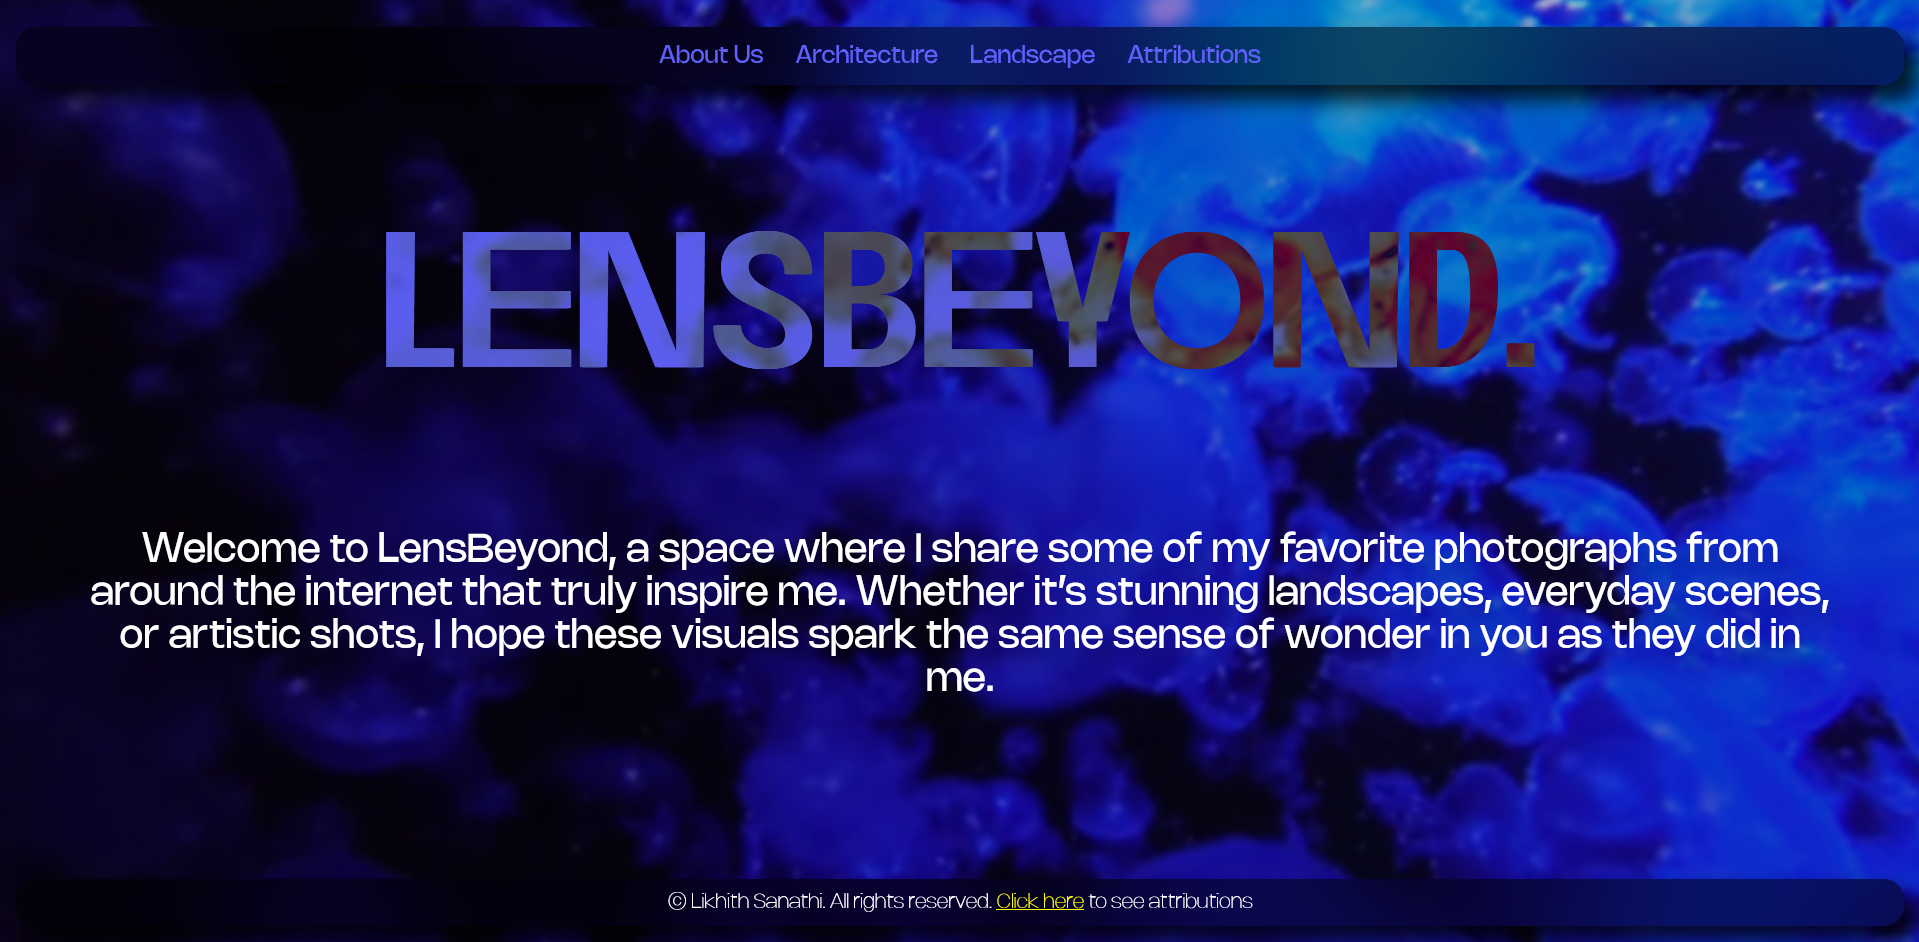 About Us Architecture Landscape Attributions
LENSBEYOND.
Welcome to LensBeyond, a space where I share some of my favorite photographs from
around the internet that truly inspire me. Whether it's stunning landscapes, everyday scenes,
or artistic shots, I hope these visuals spark the same sense of wonder in you as they did in
me.
© Likhith Sanathi. All rights reserved. Click here to see attributions